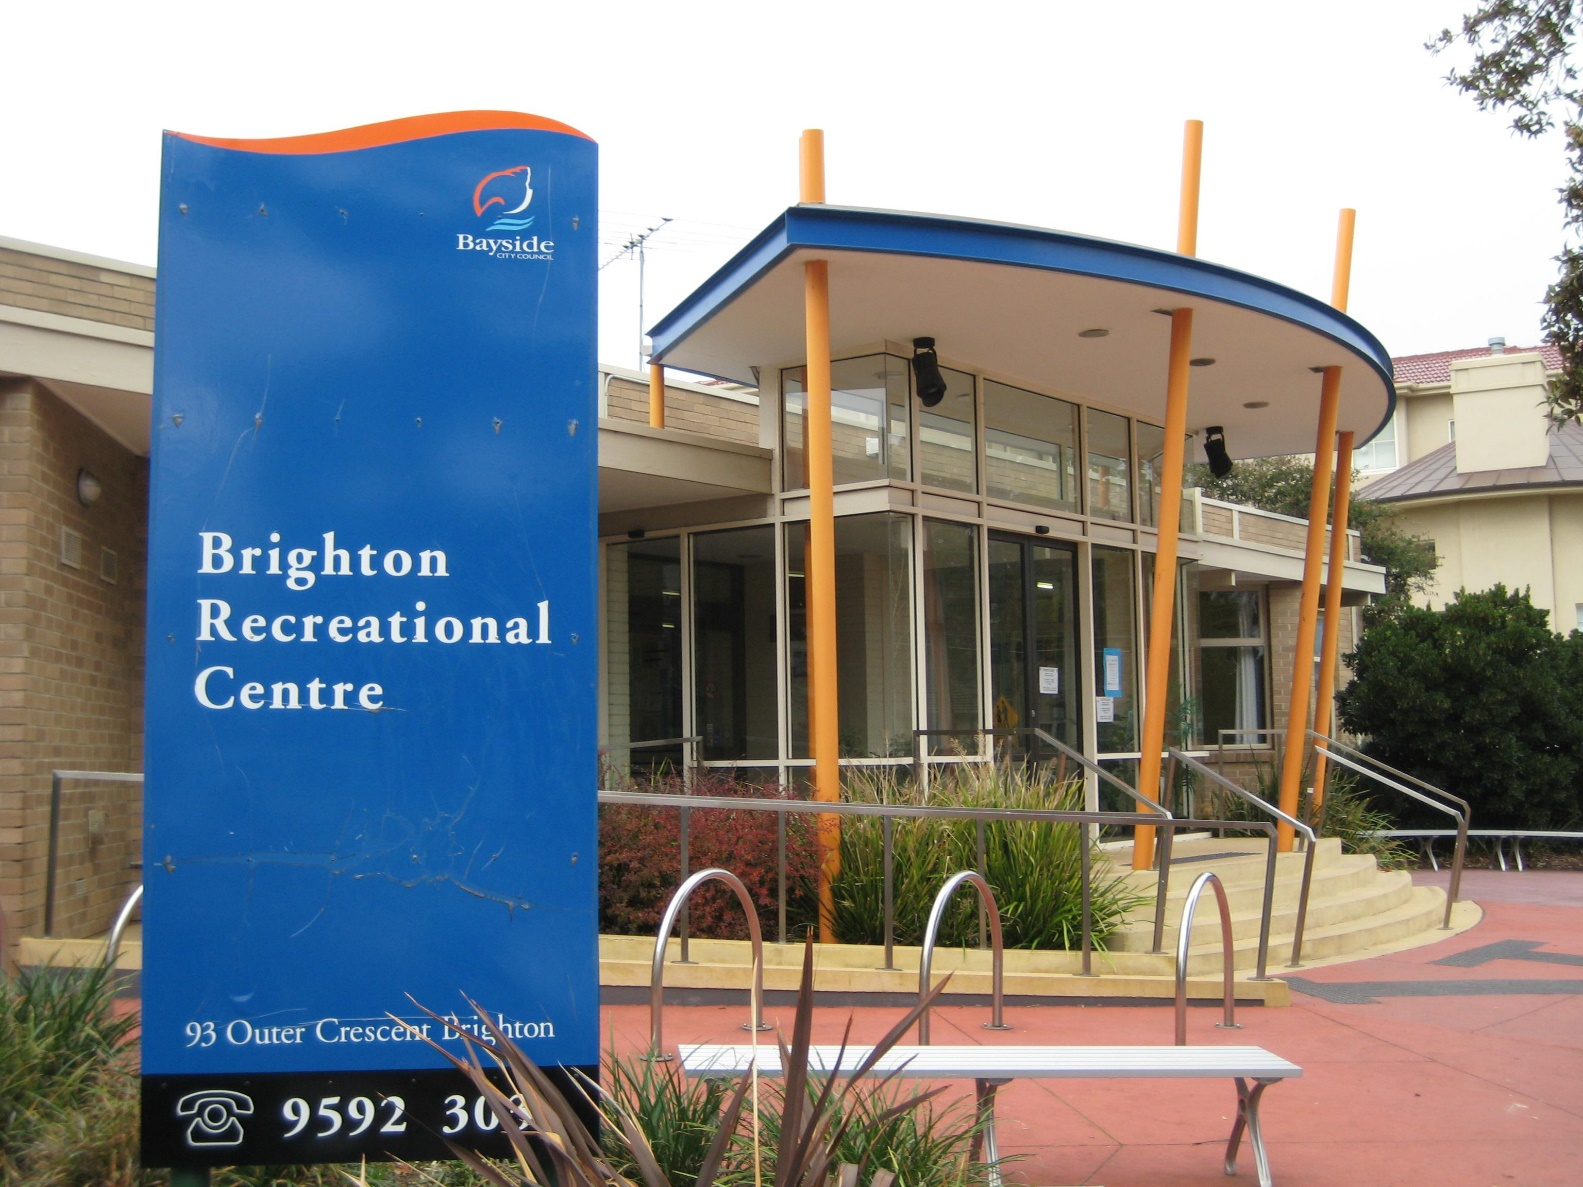 Bayside
CITY COUNCIL
Brighton
Recreational
Centre
93 Outer Crescent Brighton
9592